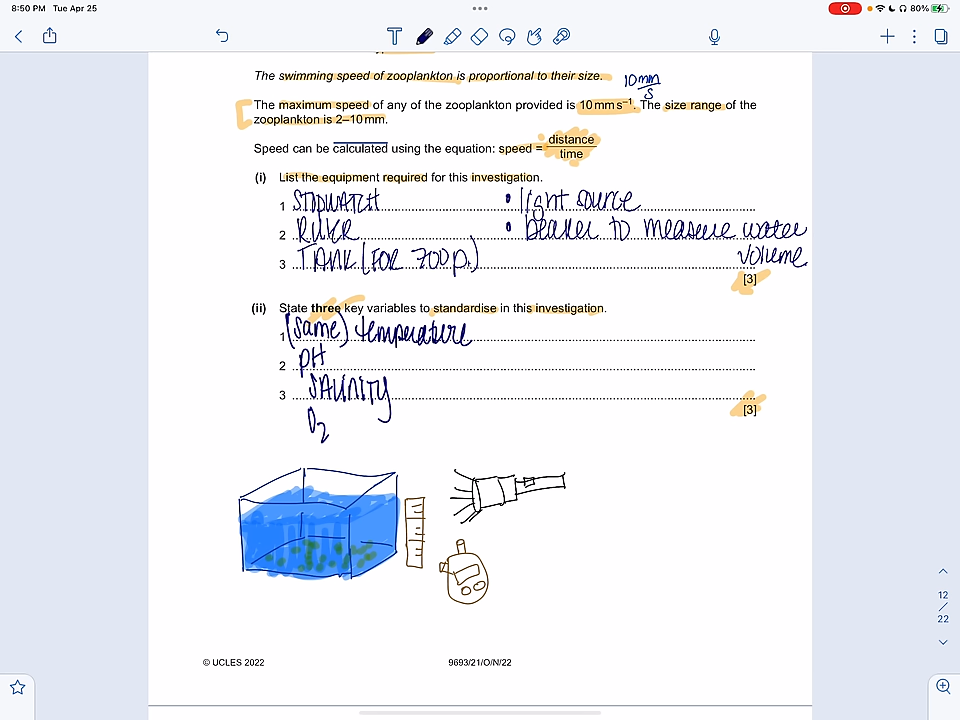 8:50 PM Tue Apr 25
80%
The swimming speed of zooplankton is proportional to their size.
10mm
s
The maximum speed of any of the zooplankton provided is 10 mm s⁻¹. The size range of the
zooplankton is 2–10 mm.
Speed can be calculated using the equation: speed = distance
time
(i) List the equipment required for this investigation.
1 STOPWATCH • light source
2 RULER • beaker to measure water
volume
3 TANK (FOR ZOOP.)
[3]
(ii) State three key variables to standardise in this investigation.
1 (same) temperature
2 pH
3 SALINITY
[3]
O2
12
/
22
© UCLES 2022 9693/21/O/N/22